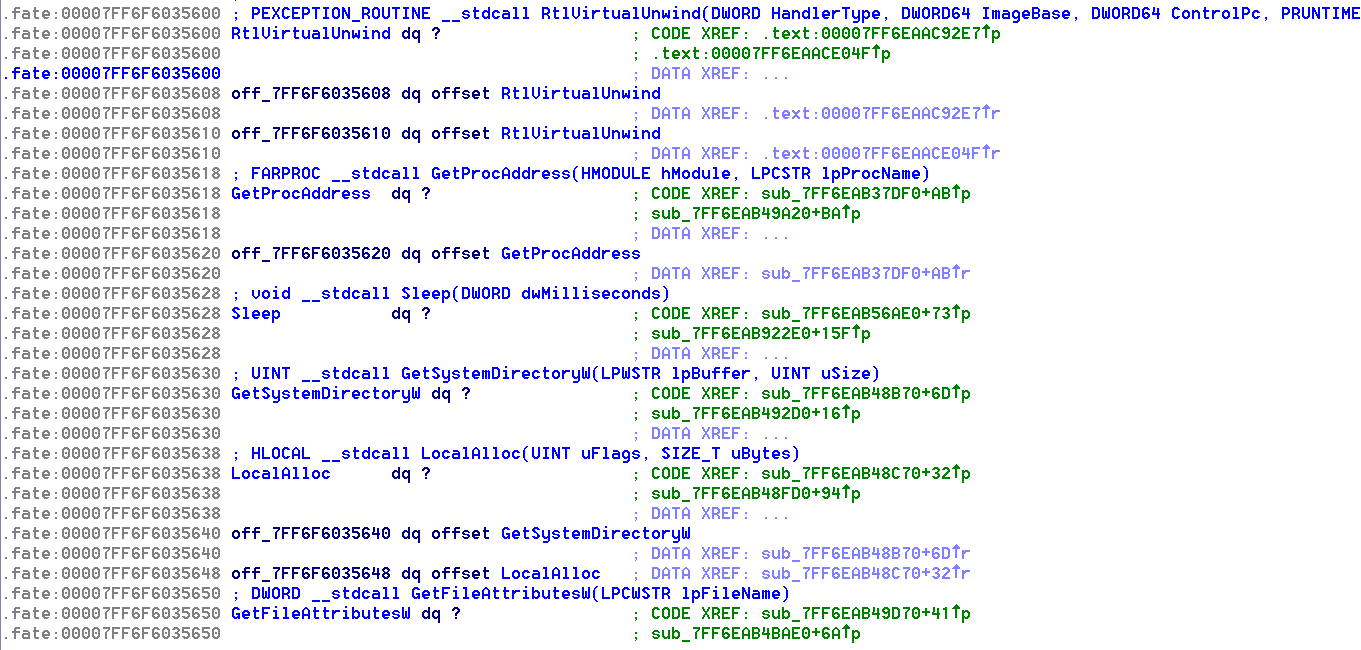 .fate:00007FF6F6035600 ; PEXCEPTION_ROUTINE __stdcall RtlVirtualUnwind(DWORD HandlerType, DWORD64 ImageBase, DWORD64 ControlPc, PRUNTIME
.fate:00007FF6F6035600 RtlVirtualUnwind dq ? ; CODE XREF: .text:00007FF6EAAC92E7↑p
.fate:00007FF6F6035600 ; .text:00007FF6EAACE04F↑p
.fate:00007FF6F6035600 ; DATA XREF: ...
.fate:00007FF6F6035608 off_7FF6F6035608 dq offset RtlVirtualUnwind
.fate:00007FF6F6035608 ; DATA XREF: .text:00007FF6EAAC92E7↑r
.fate:00007FF6F6035610 off_7FF6F6035610 dq offset RtlVirtualUnwind
.fate:00007FF6F6035610 ; DATA XREF: .text:00007FF6EAACE04F↑r
.fate:00007FF6F6035618 ; FARPROC __stdcall GetProcAddress(HMODULE hModule, LPCSTR lpProcName)
.fate:00007FF6F6035618 GetProcAddress dq ? ; CODE XREF: sub_7FF6EAB37DF0+AB↑p
.fate:00007FF6F6035618 ; sub_7FF6EAB49A20+BA↑p
.fate:00007FF6F6035618 ; DATA XREF: ...
.fate:00007FF6F6035620 off_7FF6F6035620 dq offset GetProcAddress
.fate:00007FF6F6035620 ; DATA XREF: sub_7FF6EAB37DF0+AB↑r
.fate:00007FF6F6035628 ; void __stdcall Sleep(DWORD dwMilliseconds)
.fate:00007FF6F6035628 Sleep dq ? ; CODE XREF: sub_7FF6EAB56AE0+73↑p
.fate:00007FF6F6035628 ; sub_7FF6EAB922E0+15F↑p
.fate:00007FF6F6035628 ; DATA XREF: ...
.fate:00007FF6F6035630 ; UINT __stdcall GetSystemDirectoryW(LPWSTR lpBuffer, UINT uSize)
.fate:00007FF6F6035630 GetSystemDirectoryW dq ? ; CODE XREF: sub_7FF6EAB48B70+6D↑p
.fate:00007FF6F6035630 ; sub_7FF6EAB492D0+16↑p
.fate:00007FF6F6035630 ; DATA XREF: ...
.fate:00007FF6F6035638 ; HLOCAL __stdcall LocalAlloc(UINT uFlags, SIZE_T uBytes)
.fate:00007FF6F6035638 LocalAlloc dq ? ; CODE XREF: sub_7FF6EAB48C70+32↑p
.fate:00007FF6F6035638 ; sub_7FF6EAB48FD0+94↑p
.fate:00007FF6F6035638 ; DATA XREF: ...
.fate:00007FF6F6035640 off_7FF6F6035640 dq offset GetSystemDirectoryW
.fate:00007FF6F6035640 ; DATA XREF: sub_7FF6EAB48B70+6D↑r
.fate:00007FF6F6035648 off_7FF6F6035648 dq offset LocalAlloc ; DATA XREF: sub_7FF6EAB48C70+32↑r
.fate:00007FF6F6035650 ; DWORD __stdcall GetFileAttributesW(LPCWSTR lpFileName)
.fate:00007FF6F6035650 GetFileAttributesW dq ? ; CODE XREF: sub_7FF6EAB49D70+41↑p
.fate:00007FF6F6035650 ; sub_7FF6EAB4BAE0+6A↑p